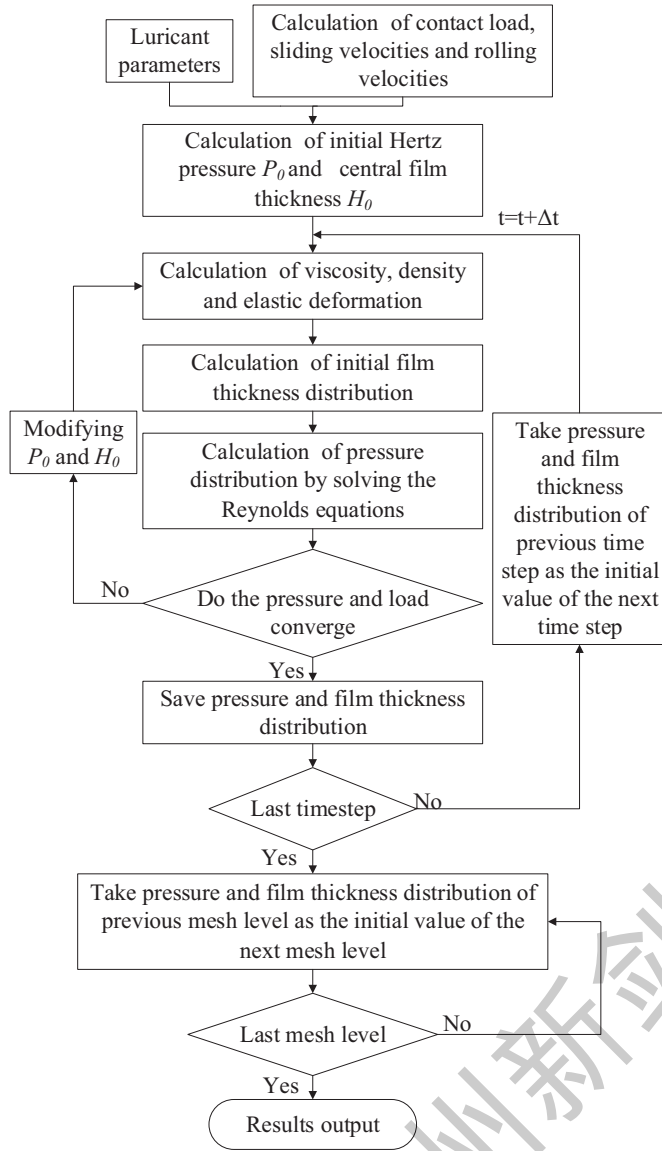 Luricant
parameters
Calculation of contact load,
sliding velocities and rolling
velocities
Calculation of initial Hertz
pressure P0 and central film
thickness H0
t=t+Δt
Calculation of viscosity, density
and elastic deformation
Calculation of initial film
thickness distribution
Modifying
P0 and H0
Calculation of pressure
distribution by solving the
Reynolds equations
Take pressure
and film
thickness
distribution of
previous time
step as the initial
value of the next
time step
No
Do the pressure and load
converge
Yes
Save pressure and film thickness
distribution
Last timestep
No
Yes
Take pressure and film thickness distribution of
previous mesh level as the initial value of the
next mesh level
Last mesh level
No
Yes
Results output
州新剑